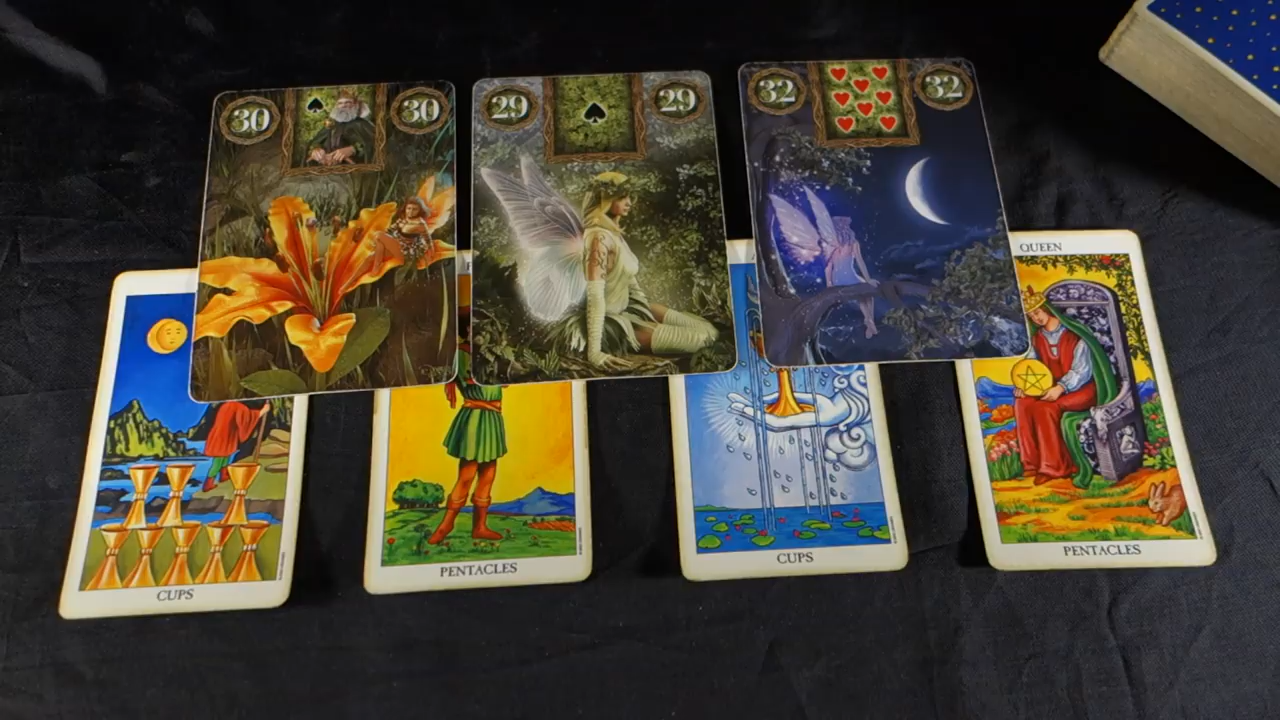 30 30
29 29
32 32
QUEEN
CUPS
PENTACLES
CUPS
PENTACLES